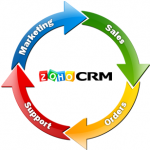 Marketing
Sales
ZOHO CRM
Support
Orders